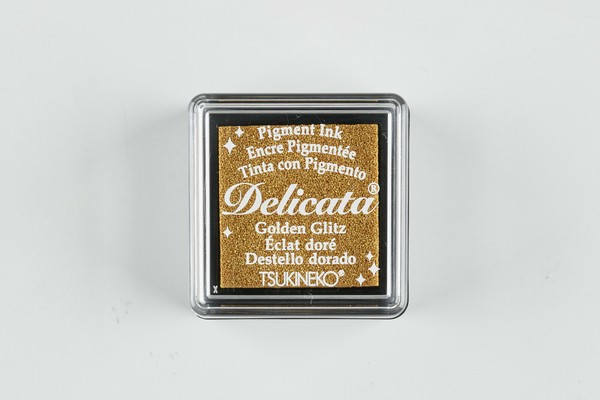 Pigment Ink
Encre Pigmentée
Tinta con Pigmento
Delicata®
Golden Glitz
Éclat doré
Destello dorado
TSUKINEKO®
X